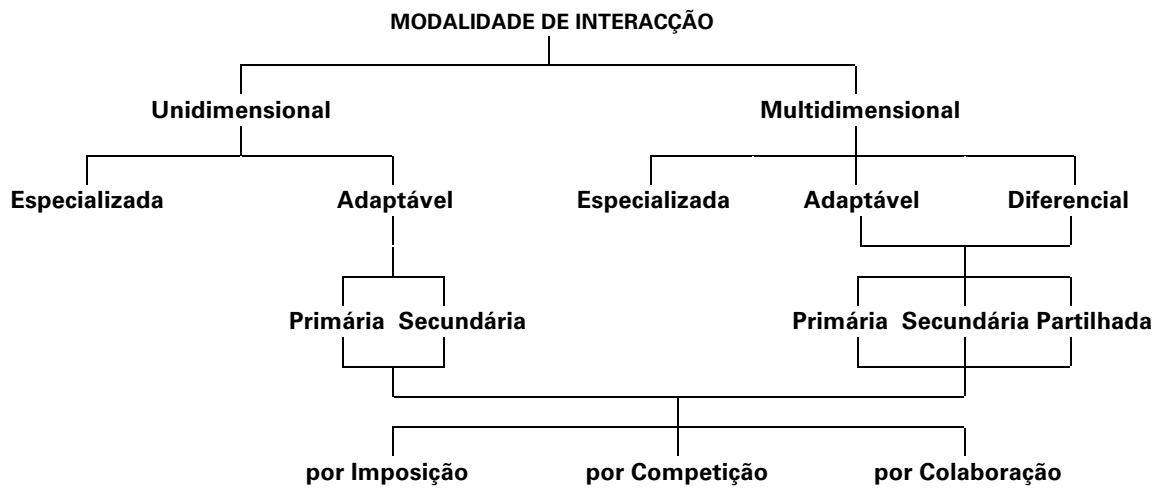 MODALIDADE DE INTERACÇÃO
Unidimensional Multidimensional
Especializada Adaptável Especializada Adaptável Diferencial
Primária Secundária Primária Secundária Partilhada
por Imposição por Competição por Colaboração